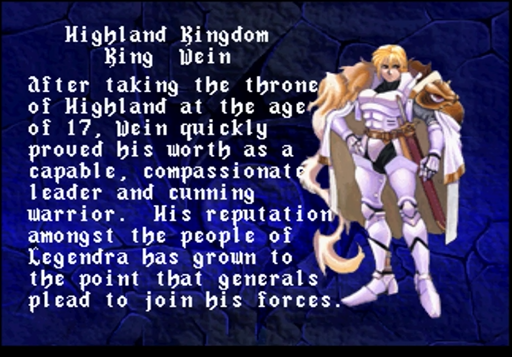 Highland Kingdom
King Wein
After taking the throne
of Highland at the age
of 17, Wein quickly
proved his worth as a
capable, compassionate
leader and cunning
warrior. His reputation
amongst the people of
Legendra has grown to
the point that generals
plead to join his forces.